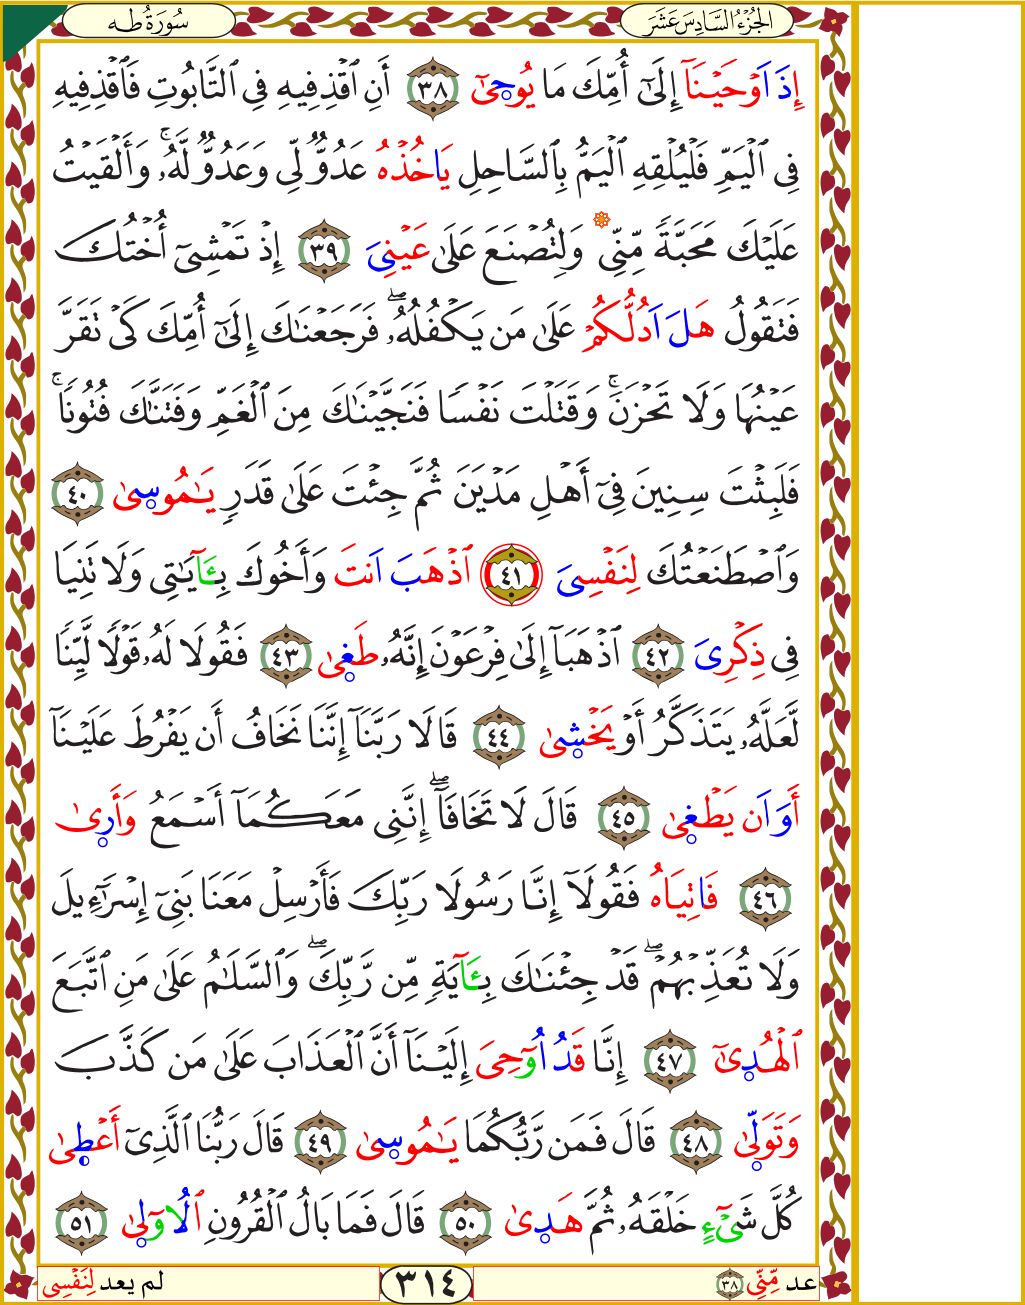 الجُزْءُ السَّادِسَ عَشَرَ
سُورَةُ طه
إِذَ اَوْحَيْنَآ إِلَىٰٓ أُمِّكَ مَا يُوحِىٰٓ ٣٨ أَنِ ٱقْذِفِيهِ فِى ٱلتَّابُوتِ فَٱقْذِفِيهِ
فِى ٱلْيَمِّ فَلْيُلْقِهِ ٱلْيَمُّ بِٱلسَّاحِلِ يَاخُذْهُ عَدُوٌّ لِّى وَعَدُوٌّ لَّهُۥ ۚ وَأَلْقَيْتُ
عَلَيْكَ مَحَبَّةً مِّنِّى وَلِتُصْنَعَ عَلَىٰ عَيْنِىَ ٣٩ إِذْ تَمْشِىٓ أُخْتُكَ
فَتَقُولُ هَلَ اَدُلُّكُمْ عَلَىٰ مَن يَكْفُلُهُۥ ۖ فَرَجَعْنَٰكَ إِلَىٰٓ أُمِّكَ كَىْ تَقَرَّ
عَيْنُهَا وَلَا تَحْزَنَ ۚ وَقَتَلْتَ نَفْسًا فَنَجَّيْنَٰكَ مِنَ ٱلْغَمِّ وَفَتَنَّٰكَ فُتُونًا ۚ
فَلَبِثْتَ سِنِينَ فِىٓ أَهْلِ مَدْيَنَ ثُمَّ جِئْتَ عَلَىٰ قَدَرٍ يَٰمُوسِىٰ ٤٠
وَٱصْطَنَعْتُكَ لِنَفْسِىَ ٤١ ٱذْهَبَ اَنتَ وَأَخُوكَ بِـَٔايَٰتِى وَلَا تَنِيَا
فِى ذِكْرِىَ ٤٢ ٱذْهَبَآ إِلَىٰ فِرْعَوْنَ إِنَّهُۥ طَغِىٰ ٤٣ فَقُولَا لَهُۥ قَوْلًا لَّيِّنًا
لَّعَلَّهُۥ يَتَذَكَّرُ أَوْ يَخْشِىٰ ٤٤ قَالَا رَبَّنَآ إِنَّنَا نَخَافُ أَن يَفْرُطَ عَلَيْنَآ
أَوَ اَن يَطْغِىٰ ٤٥ قَالَ لَا تَخَافَآ ۖ إِنَّنِى مَعَكُمَآ أَسْمَعُ وَأَرِىٰ
٤٦ فَاتِيَاهُ فَقُولَآ إِنَّا رَسُولَا رَبِّكَ فَأَرْسِلْ مَعَنَا بَنِىٓ إِسْرَٰٓءِيلَ
وَلَا تُعَذِّبْهُمْ ۖ قَدْ جِئْنَٰكَ بِـَٔايَةٍ مِّن رَّبِّكَ ۖ وَٱلسَّلَٰمُ عَلَىٰ مَنِ ٱتَّبَعَ
ٱلْهُدِىٰٓ ٤٧ إِنَّا قَدُ اُوحِىَ إِلَيْنَآ أَنَّ ٱلْعَذَابَ عَلَىٰ مَن كَذَّبَ
وَتَوَلِّىٰ ٤٨ قَالَ فَمَن رَّبُّكُمَا يَٰمُوسِىٰ ٤٩ قَالَ رَبُّنَا ٱلَّذِىٓ أَعْطِىٰ
كُلَّ شَىْءٍ خَلْقَهُۥ ثُمَّ هَدِىٰ ٥٠ قَالَ فَمَا بَالُ ٱلْقُرُونِ ٱلُاولِىٰ ٥١
عد مِّنِّى ٣٨
٣١٤
لم يعد لِنَفْسِى